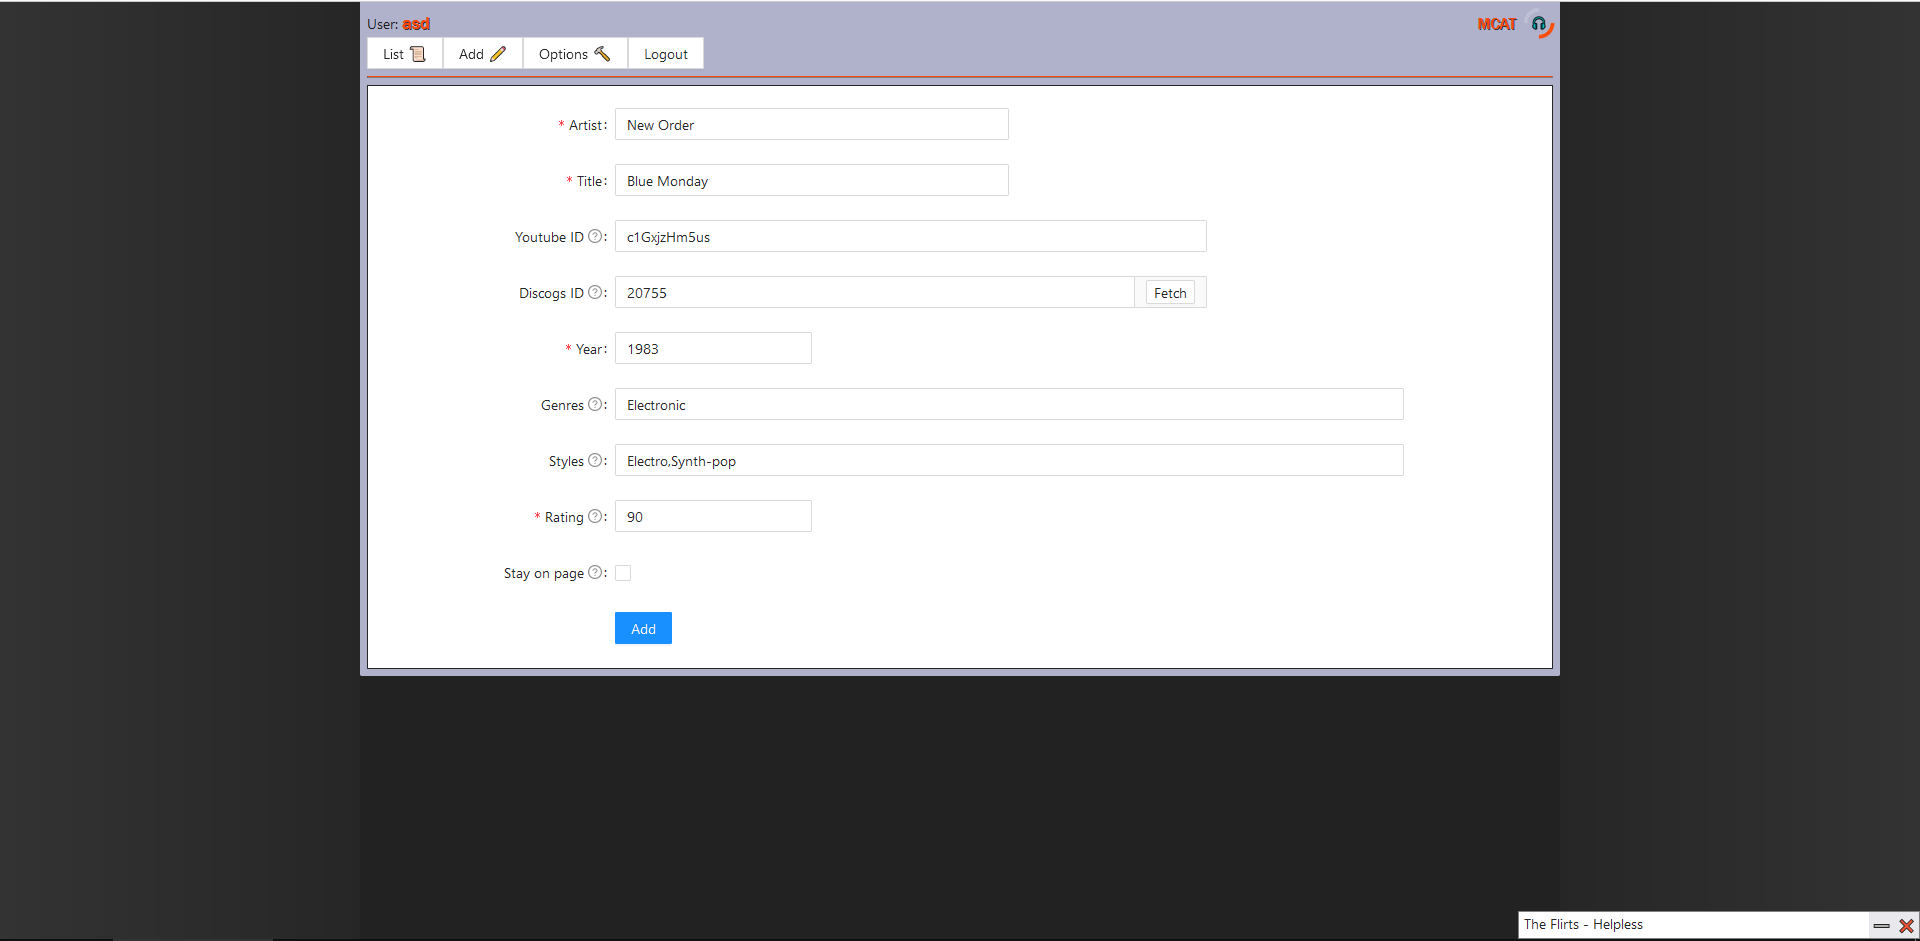 User: asd
MCAT
List Add Options Logout
* Artist: New Order
* Title: Blue Monday
Youtube ID ?: c1GxjzHm5us
Discogs ID ?: 20755 Fetch
* Year: 1983
Genres ?: Electronic
Styles ?: Electro,Synth-pop
* Rating ?: 90
Stay on page ?:
Add
The Flirts - Helpless